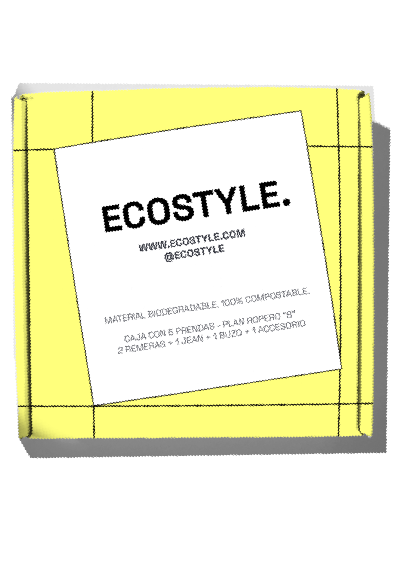 ECOSTYLE.
WWW.ECOSTYLE.COM
@ECOSTYLE
MATERIAL BIODEGRADABLE, 100% COMPOSTABLE.
CAJA CON 5 PRENDAS - PLAN ROPERO "S"
2 REMERAS + 1 JEAN + 1 BUZO + 1 ACCESORIO